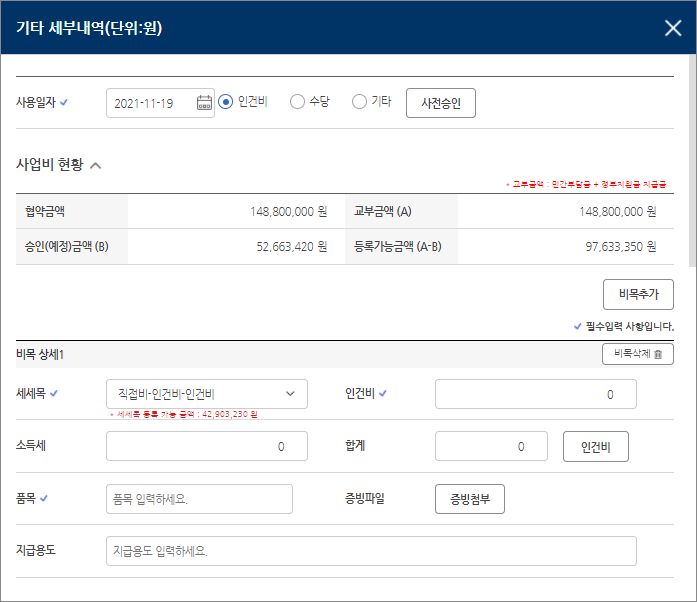 기타 세부내역(단위:원)
사용일자 2021-11-19 인건비 수당 기타 사전승인
사업비 현황
* 교부금액 : 민간부담금 + 정부지원금 지급금
협약금액 148,800,000 원 교부금액 (A) 148,800,000 원
승인(예정)금액 (B) 52,663,420 원 등록가능금액 (A-B) 97,633,350 원
비목추가
필수입력 사항입니다.
비목 상세1 비목삭제
세세목 직접비-인건비-인건비 인건비 0
* 세세목 등록 가능 금액 : 42,903,230 원
소득세 0 합계 0 인건비
품목 품목 입력하세요. 증빙파일 증빙첨부
지급용도 지급용도 입력하세요.